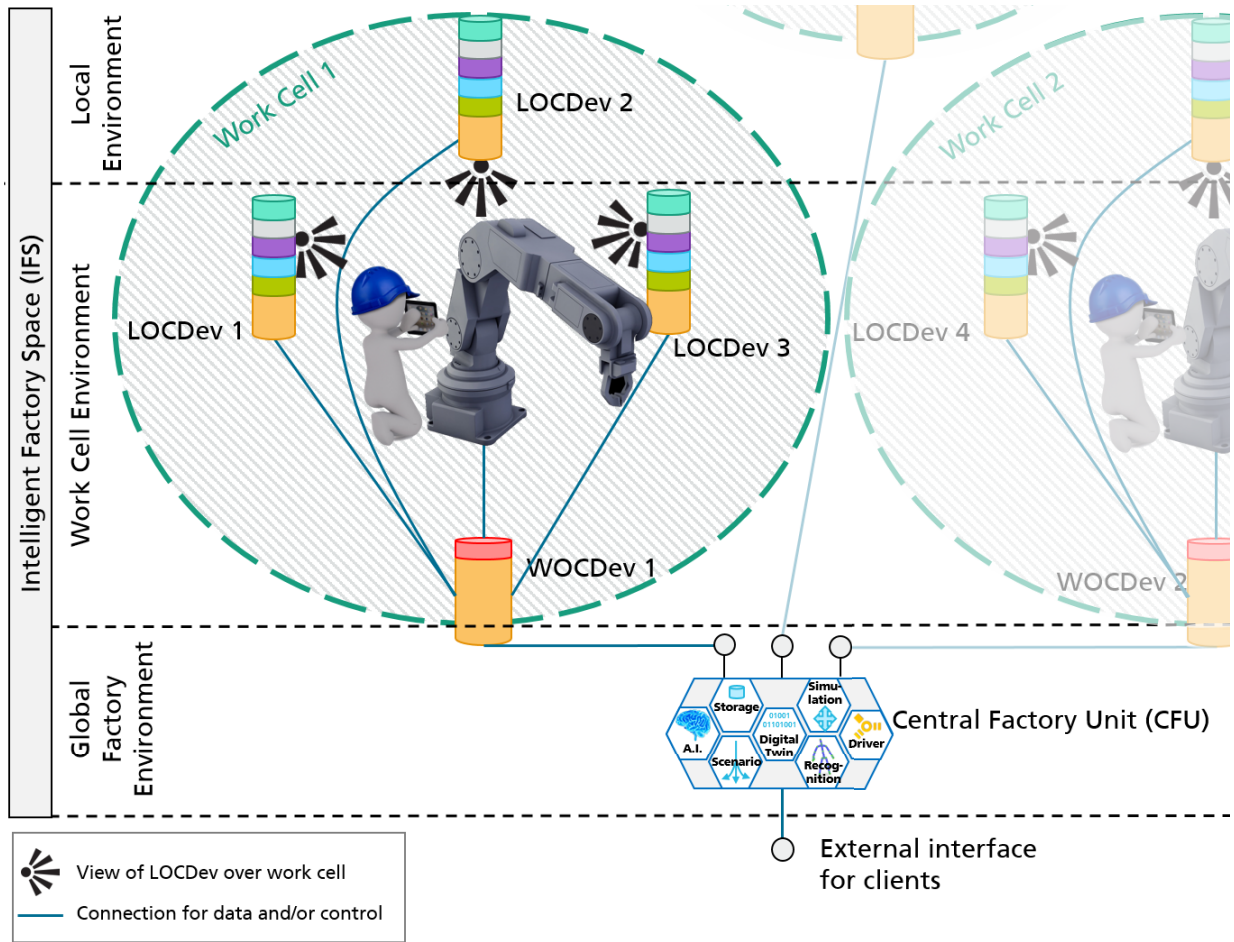 Intelligent Factory Space (IFS)
Local
Environment
Work Cell Environment
Global
Factory
Environment
Work Cell 1
LOCDev 2
LOCDev 1
LOCDev 3
WOCDev 1
Work Cell 2
LOCDev 4
WOCDev 2
Storage
Simu-
lation
A.I.
01001
01101001
Digital
Twin
Driver
Scenario
Recog-
nition
Central Factory Unit (CFU)
External interface
for clients
View of LOCDev over work cell
Connection for data and/or control